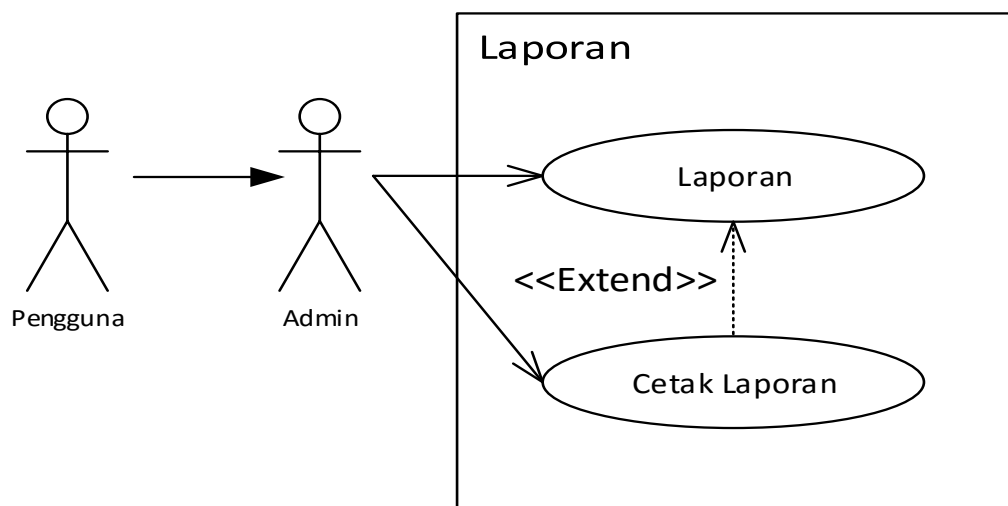 Laporan
Laporan
<<Extend>>
Pengguna
Admin
Cetak Laporan